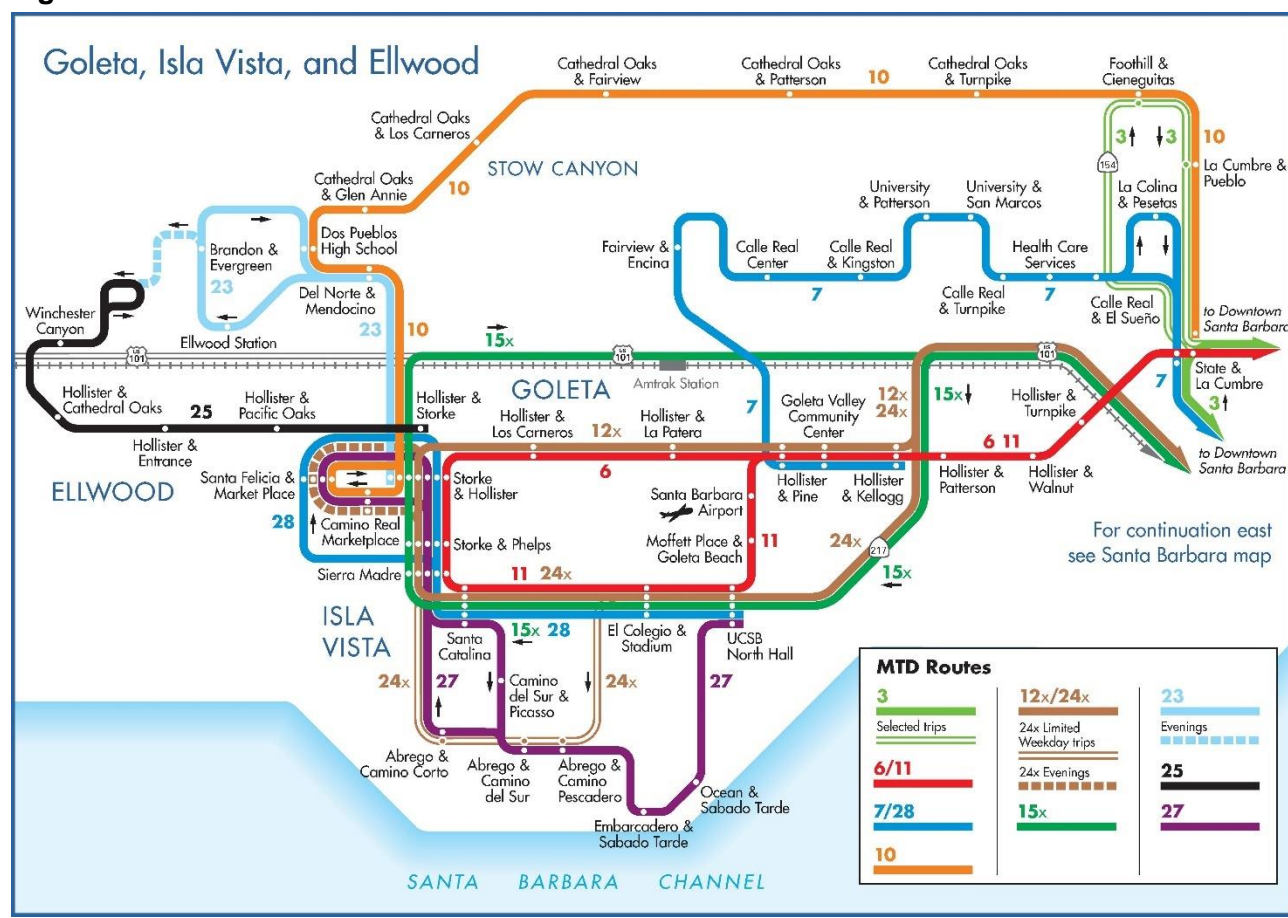 Goleta, Isla Vista, and Ellwood
Cathedral Oaks
& Fairview
Cathedral Oaks
& Patterson
10
Cathedral Oaks
& Turnpike
Foothill &
Cieneguitas
Cathedral Oaks
& Los Carneros
3
3
10
154
STOW CANYON
10
La Cumbre &
Pueblo
Cathedral Oaks
& Glen Annie
University
& Patterson
University &
San Marcos
La Colina
& Pesetas
Dos Pueblos
High School
Brandon &
Evergreen
23
Fairview &
Encina
Calle Real
Center
Calle Real
& Kingston
Health Care
Services
7
7
Calle Real
& Turnpike
Calle Real
& El Sueño
Winchester
Canyon
Del Norte &
Mendocino
23
10
Ellwood Station
to Downtown
Santa Barbara
US
101
15x
US
101
US
101
Amtrak Station
GOLETA
State &
La Cumbre
7
3
Hollister &
Cathedral Oaks
25
Hollister &
Pacific Oaks
Hollister &
Storke
Hollister &
Los Carneros
12x
Hollister &
La Patera
7
Goleta Valley
Community
Center
12x
24x
15x
Hollister &
Turnpike
Hollister &
Entrance
6
6 11
to Downtown
Santa Barbara
ELLWOOD
Santa Felicia &
Market Place
28
Storke
& Hollister
Camino Real
Marketplace
Santa Barbara
Airport
Hollister
& Pine
Hollister
& Kellogg
Hollister &
Patterson
Hollister &
Walnut
Storke & Phelps
Moffett Place &
Goleta Beach
11
24x
217
15x
For continuation east
see Santa Barbara map
Sierra Madre
11 24x
ISLA
VISTA
Santa
Catalina
15x 28
El Colegio &
Stadium
UCSB
North Hall
24x
27
Camino
del Sur &
Picasso
24x
27
Abrego &
Camino Corto
Abrego &
Camino
del Sur
Abrego &
Camino
Pescadero
Ocean &
Sabado Tarde
Embarcadero &
Sabado Tarde
SANTA BARBARA CHANNEL
MTD Routes
3
Selected trips
6/11
7/28
10
12x/24x
24x Limited
Weekday trips
24x Evenings
15x
23
Evenings
25
27